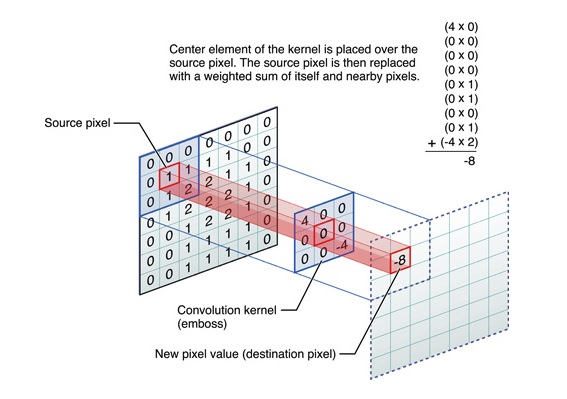 (4 x 0)
(0 x 0)
(0 x 0)
(0 x 0)
(0 x 1)
(0 x 1)
(0 x 0)
(0 x 1)
+ (-4 x 2)
-8
Center element of the kernel is placed over the
source pixel. The source pixel is then replaced
with a weighted sum of itself and nearby pixels.
Source pixel
0 0 0 0 0 0 0
0 1 1 1 1 0 0
0 1 2 2 1 1 0
0 1 2 2 2 1 0
0 0 1 2 2 1 0
0 0 1 1 1 1 0
4 0 0
0 0 0
0 0 -4
-8
Convolution kernel
(emboss)
New pixel value (destination pixel)